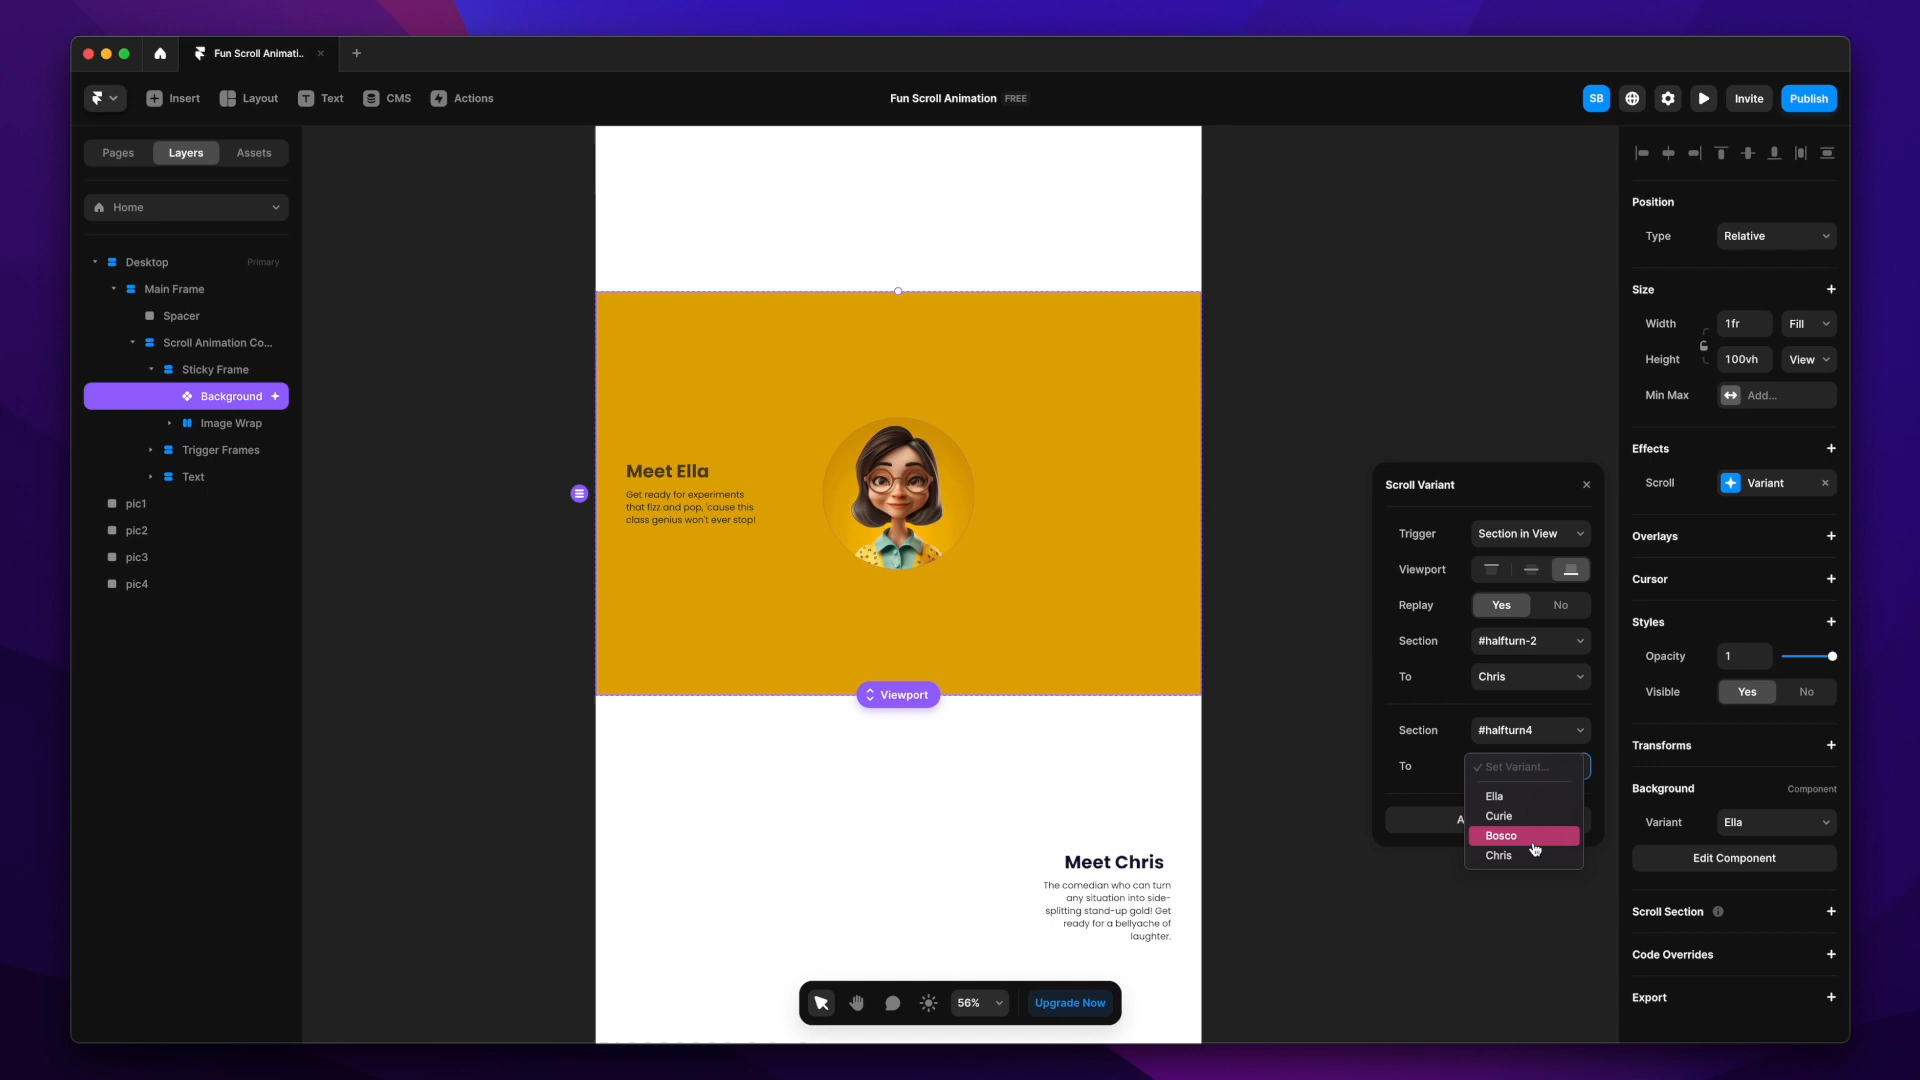 Fun Scroll Animati..
Insert
Layout
Text
CMS
Actions
Fun Scroll Animation FREE
SB
Invite
Publish
Pages
Layers
Assets
Home
Desktop
Primary
Main Frame
Spacer
Scroll Animation Co...
Sticky Frame
Background
Image Wrap
Trigger Frames
Text
pic1
pic2
pic3
pic4
Meet Ella
Get ready for experiments
that fizz and pop, 'cause this
class genius won't ever stop!
Viewport
Meet Chris
The comedian who can turn
any situation into side-
splitting stand-up gold! Get
ready for a bellyache of
laughter.
56%
Upgrade Now
Scroll Variant
Trigger
Section in View
Viewport
Replay
Yes
No
Section
#halfturn-2
To
Chris
Section
#halfturn4
To
Set Variant...
Ella
Curie
Bosco
Chris
Position
Type
Relative
Size
Width
1fr
Fill
Height
100vh
View
Min Max
Add...
Effects
Scroll
Variant
Overlays
Cursor
Styles
Opacity
1
Visible
Yes
No
Transforms
Background
Component
Variant
Ella
Edit Component
Scroll Section
Code Overrides
Export